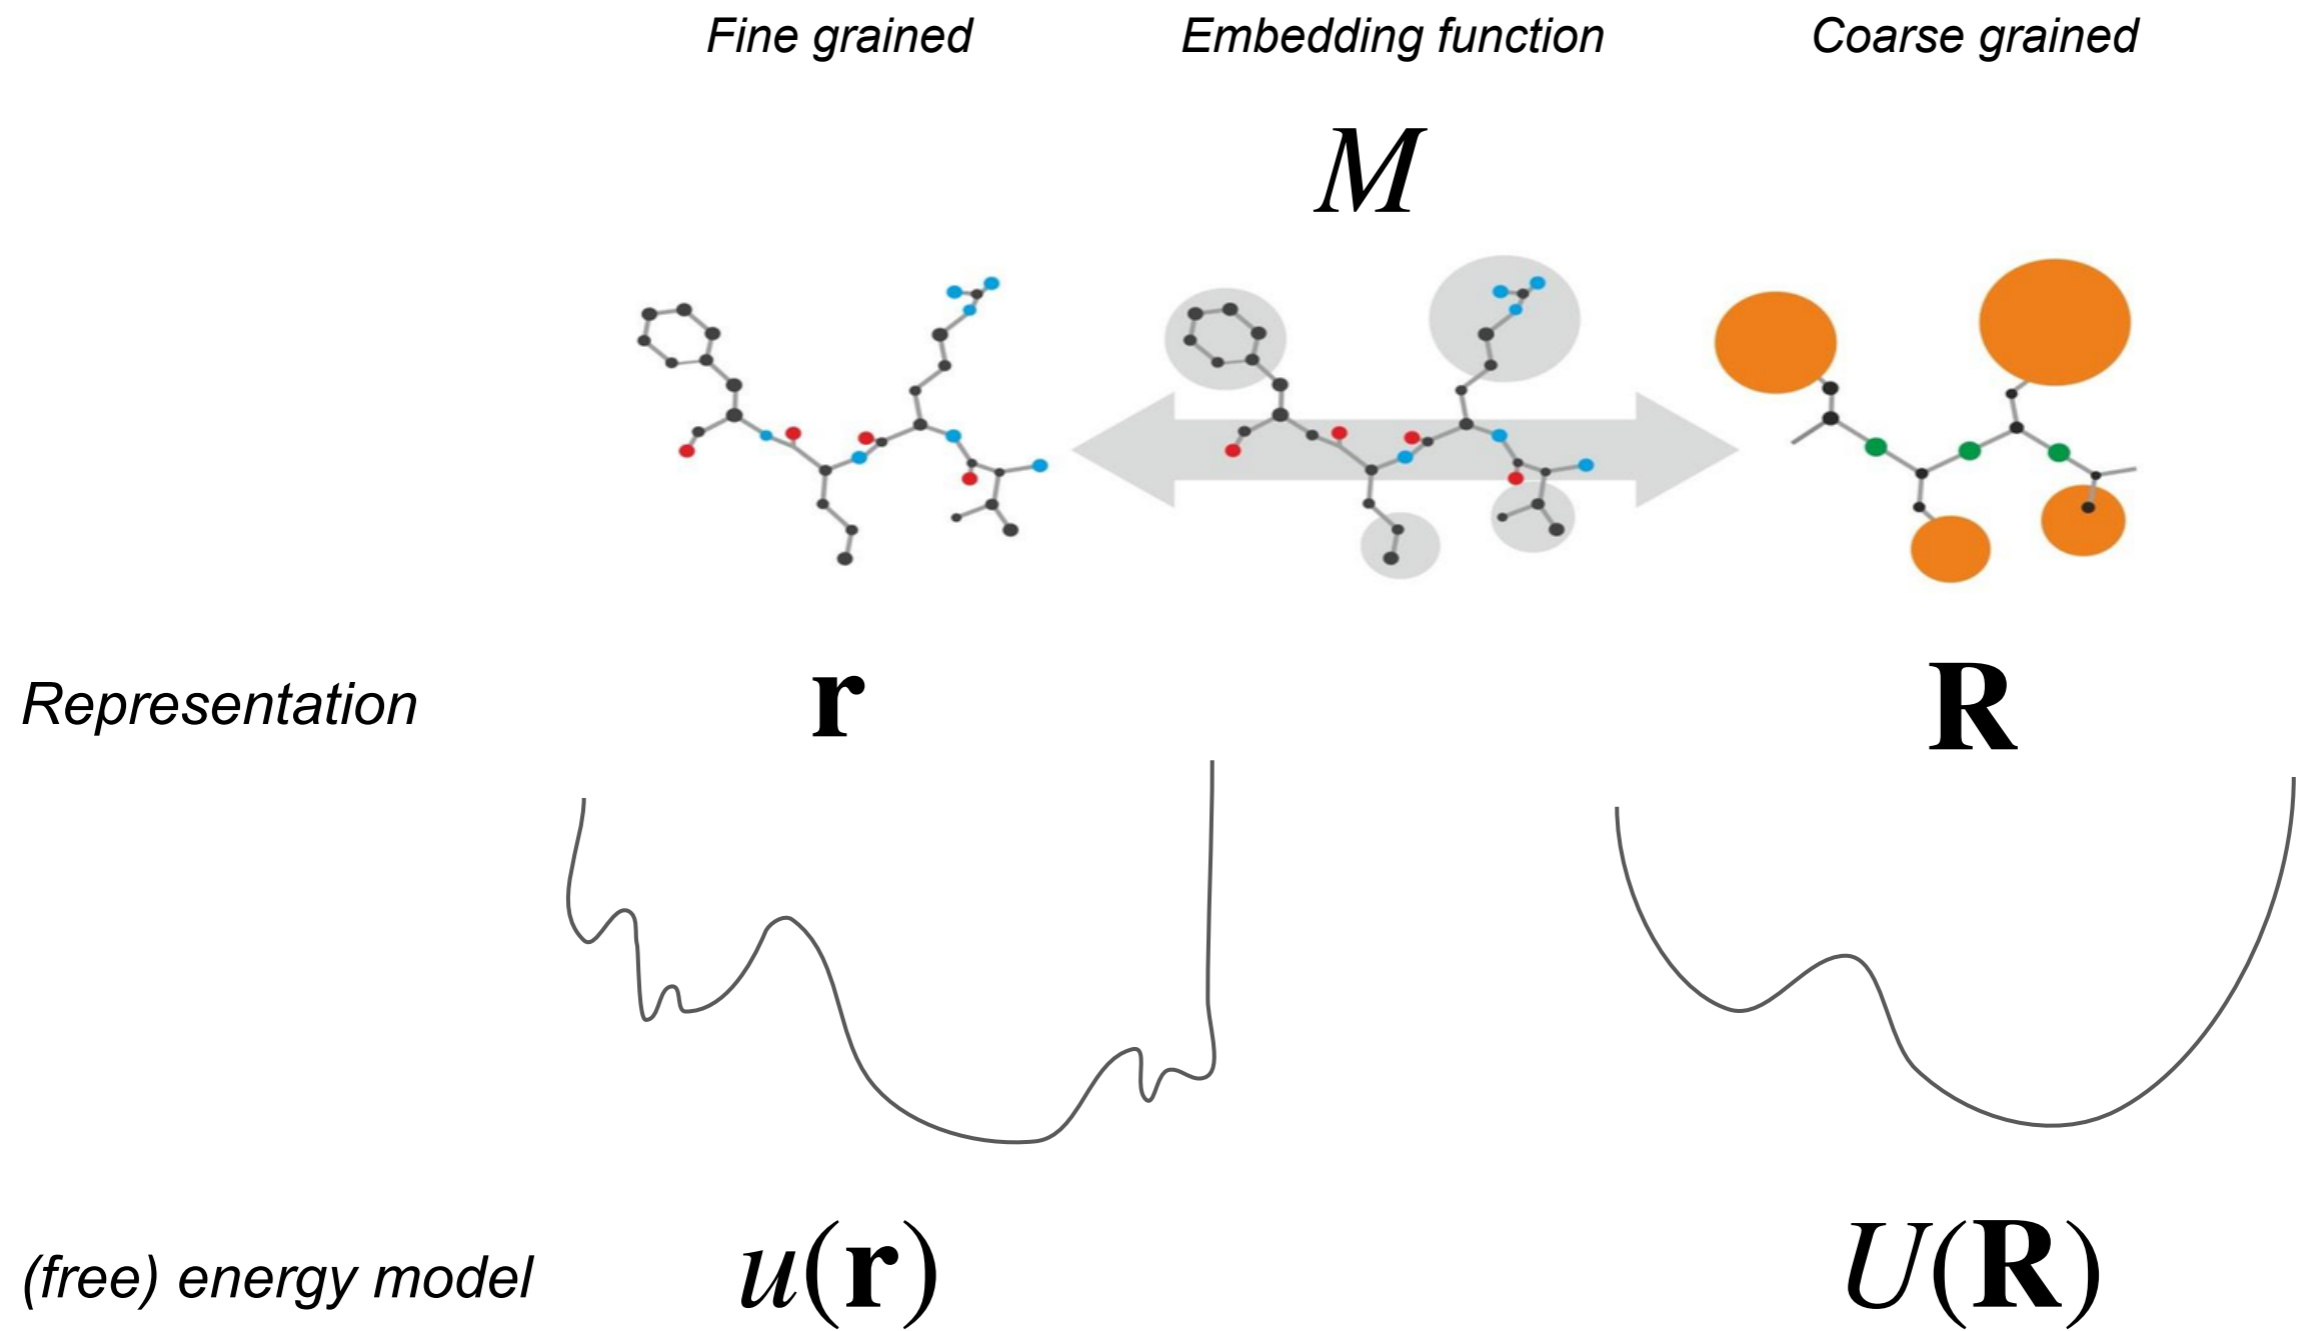 Fine grained
Embedding function
Coarse grained
M
Representation
r
R
(free) energy model
u(r)
U(R)